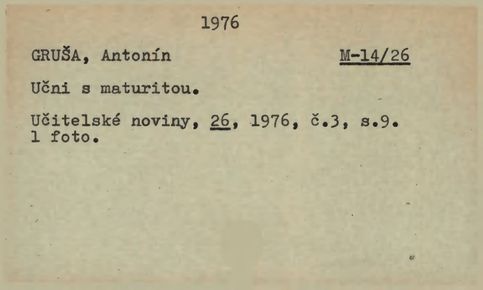 1976
GRUŠA, Antonín M-14/26
Učni s maturitou.
Učitelské noviny, 26, 1976, č.3, s.9.
1 foto.